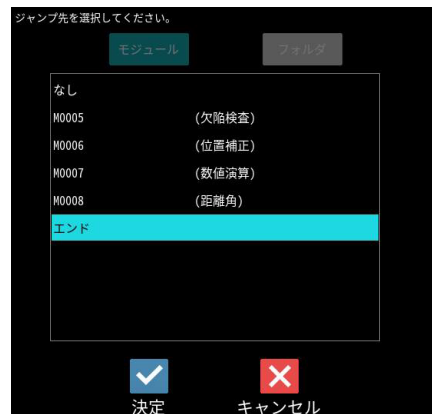 ジャンプ先を選択してください。
モジュール フォルダ
なし
M0005 (欠陥検査)
M0006 (位置補正)
M0007 (数値演算)
M0008 (距離角)
エンド
決定 キャンセル